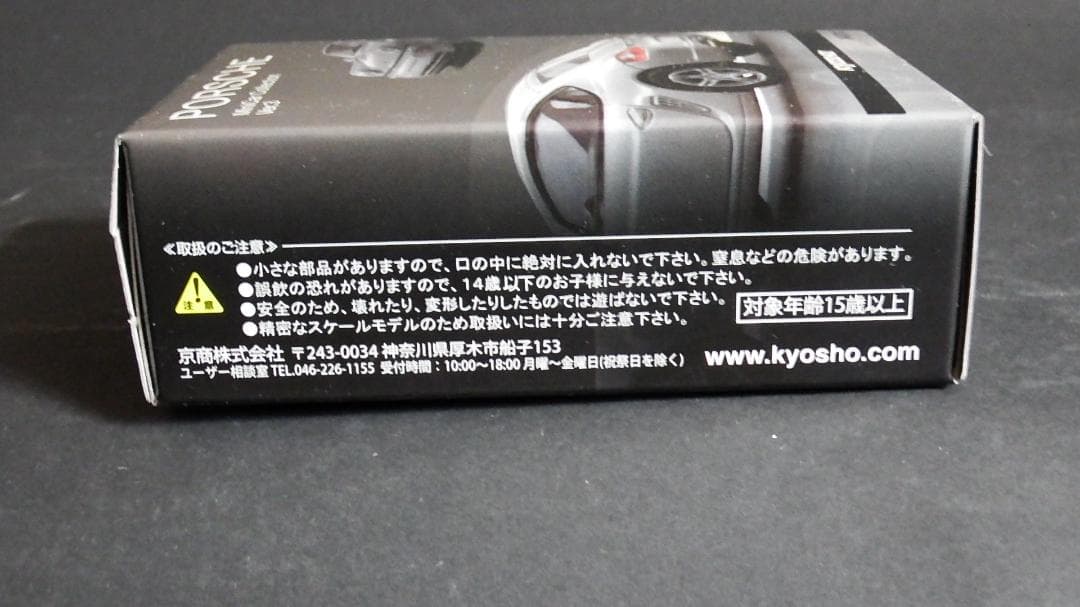 PORSCHE
Mini Car Collection
Ver.3
kyosho
≪取扱のご注意≫
注 意
●小さな部品がありますので、口の中に絶対に入れないで下さい。窒息などの危険があります。
●誤飲の恐れがありますので、14歳以下のお子様に与えないで下さい。
●安全のため、壊れたり、変形したりしたものでは遊ばないで下さい。
●精密なスケールモデルのため取扱いには十分ご注意下さい。
対象年齢15歳以上
京商株式会社 〒243-0034 神奈川県厚木市船子153
ユーザー相談室 TEL.046-226-1155 受付時間：10:00〜18:00 月曜〜金曜日(祝祭日を除く)
www.kyosho.com